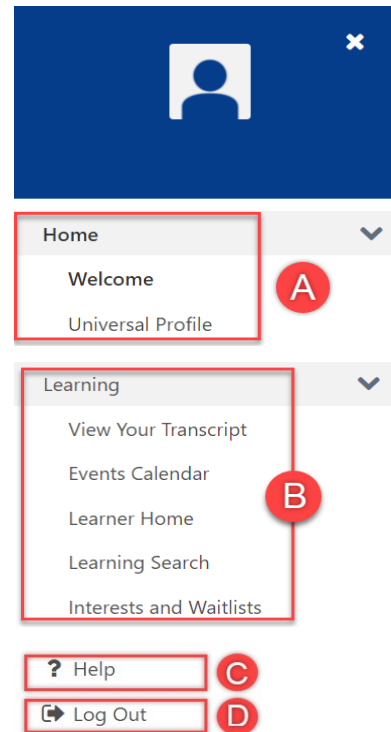 Home
Welcome
A
Universal Profile
Learning
View Your Transcript
Events Calendar
B
Learner Home
Learning Search
Interests and Waitlists
? Help
C
Log Out
D